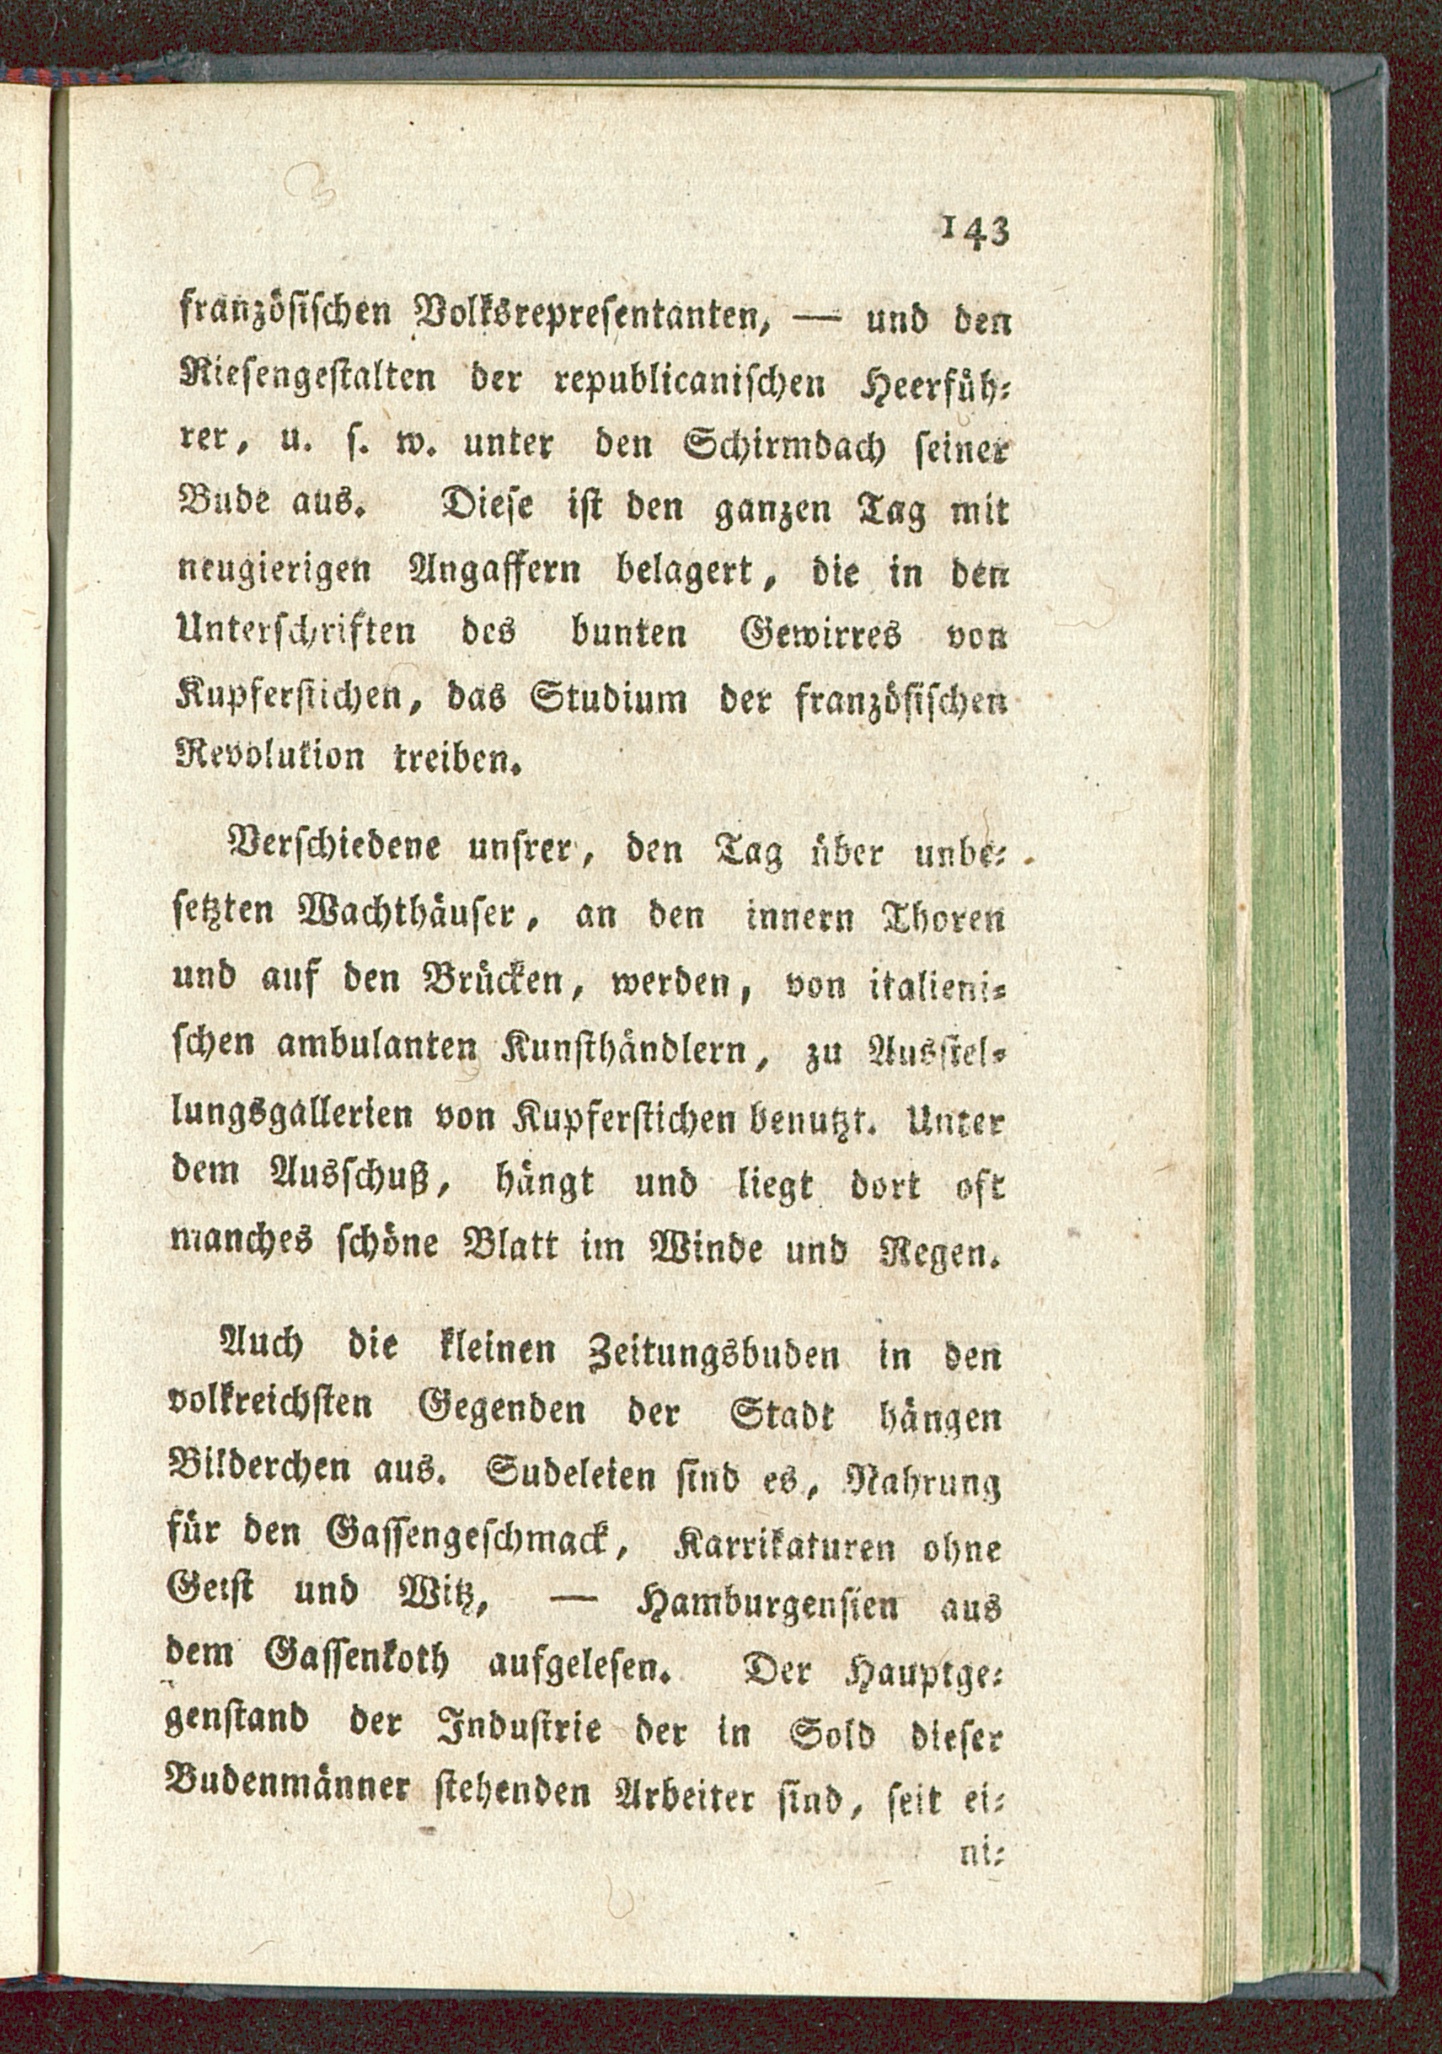 143
französischen Volksrepresentanten, — und den
Riesengestalten der republicanischen Heerfüh-
rer, u. s. w. unter den Schirmdach seiner
Bude aus. Diese ist den ganzen Tag mit
neugierigen Angaffern belagert, die in den
Unterschriften des bunten Gewirres von
Kupferstichen, das Studium der französischen
Revolution treiben.
Verschiedene unsrer, den Tag über unbe-
setzten Wachthäuser, an den innern Thoren
und auf den Brücken, werden, von italieni-
schen ambulanten Kunsthändlern, zu Ausstel-
lungsgallerien von Kupferstichen benutzt. Unter
dem Ausschuß, hängt und liegt dort oft
manches schöne Blatt im Winde und Regen.
Auch die kleinen Zeitungsbuden in den
volkreichsten Gegenden der Stadt hängen
Bilderchen aus. Sudeleien sind es, Nahrung
für den Gassengeschmack, Karrikaturen ohne
Geist und Witz, — Hamburgensien aus
dem Gassenkoth aufgelesen. Der Hauptge-
genstand der Industrie der in Sold dieser
Budenmänner stehenden Arbeiter sind, seit ei-
ni-